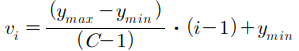 v_i = \frac{(y_{max} - y_{min})}{(C-1)} \cdot (i-1) + y_{min}